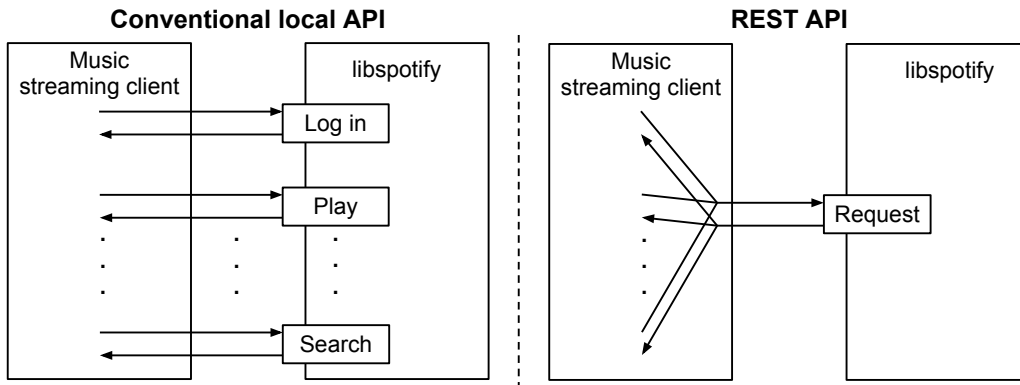 Conventional local API
Music
streaming client
libspotify
Log in
Play
. . .
. . .
. . .
Search
REST API
Music
streaming client
libspotify
Request
.
.
.